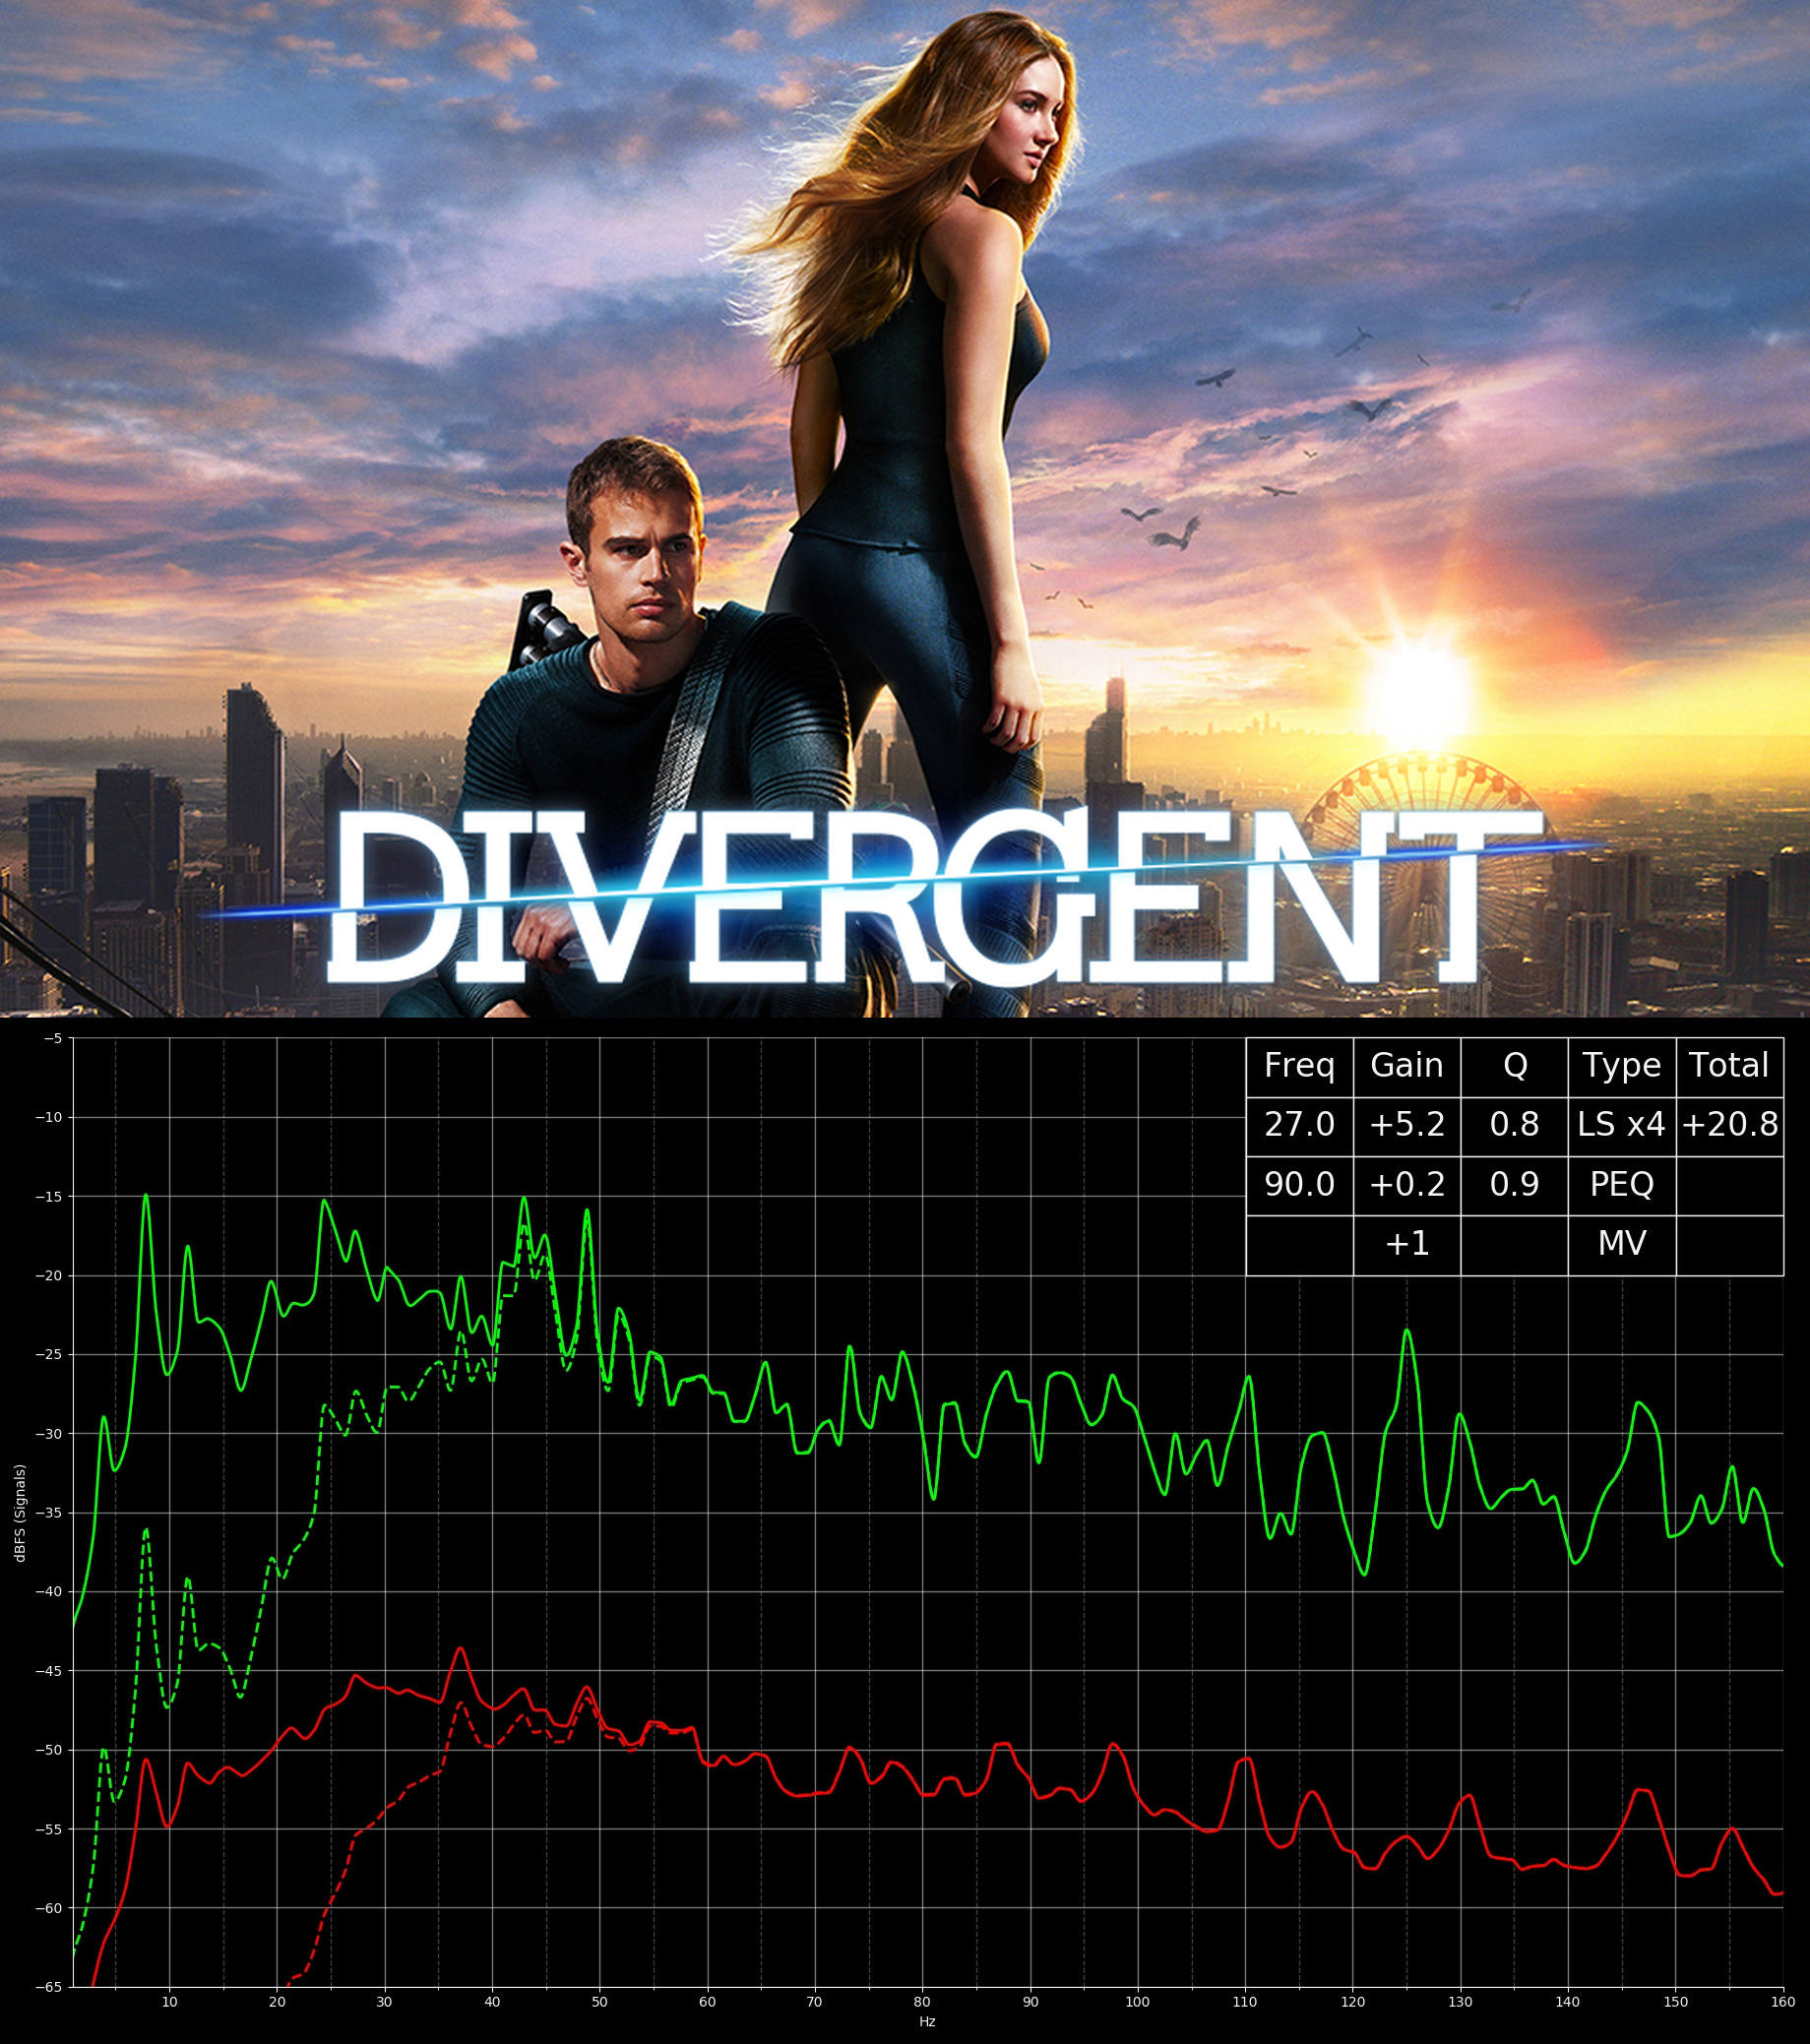 DIVERGENT
Freq Gain Q Type Total
27.0 +5.2 0.8 LS x4 +20.8
90.0 +0.2 0.9 PEQ
+1 MV
−5
−10
−15
−20
−25
−30
−35
−40
−45
−50
−55
−60
−65
dBFS (Signals)
10 20 30 40 50 60 70 80 90 100 110 120 130 140 150 160
Hz